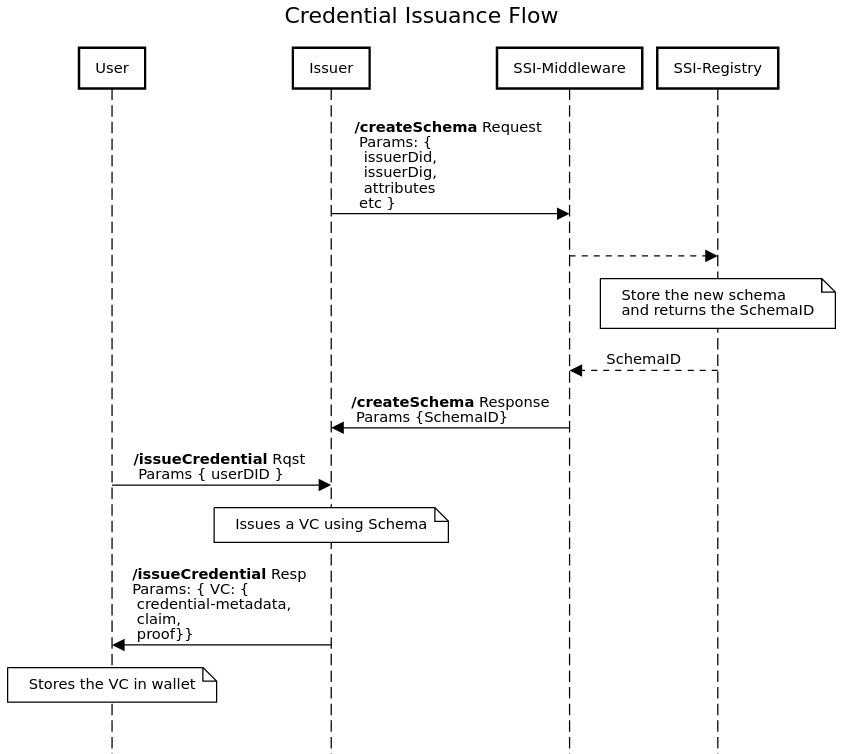 Credential Issuance Flow
User
Issuer
SSI-Middleware
SSI-Registry
/createSchema Request
Params: {
issuerDid,
issuerDig,
attributes
etc }
Store the new schema
and returns the SchemaID
SchemaID
/createSchema Response
Params {SchemaID}
/issueCredential Rqst
Params { userDID }
Issues a VC using Schema
/issueCredential Resp
Params: { VC: {
credential-metadata,
claim,
proof}}
Stores the VC in wallet